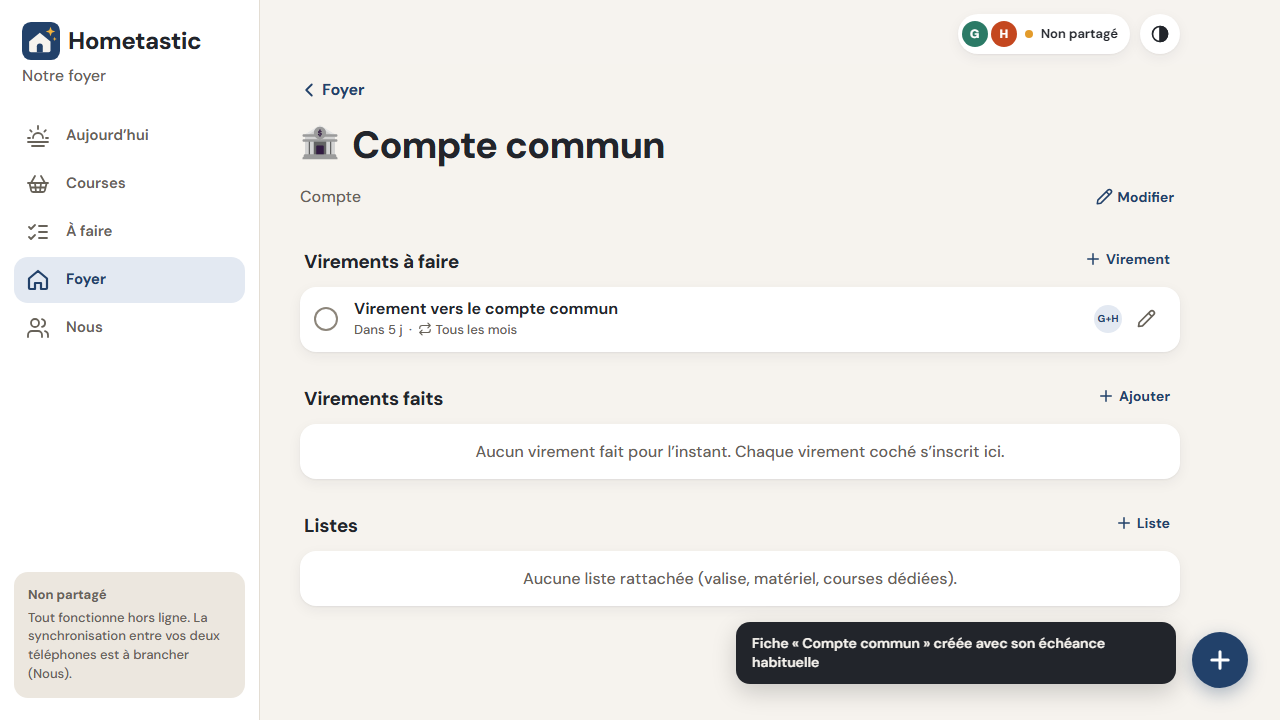 Hometastic
Notre foyer
Aujourd’hui
Courses
À faire
Foyer
Nous
Non partagé
Tout fonctionne hors ligne. La
synchronisation entre vos deux
téléphones est à brancher
(Nous).
G H Non partagé
Foyer
Compte commun
Compte
Modifier
Virements à faire
Virement
Virement vers le compte commun
Dans 5 j · Tous les mois
G+H
Virements faits
Ajouter
Aucun virement fait pour l’instant. Chaque virement coché s’inscrit ici.
Listes
Liste
Aucune liste rattachée (valise, matériel, courses dédiées).
Fiche « Compte commun » créée avec son échéance
habituelle